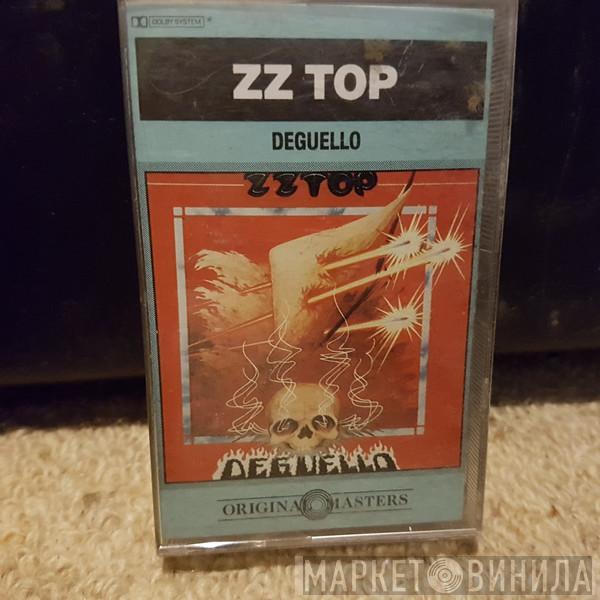 DOLBY SYSTEM
ZZ TOP
DEGUELLO
ZZ TOP
DEGUELLO
ORIGINAL MASTERS
МАРКЕТ ВИНИЛА